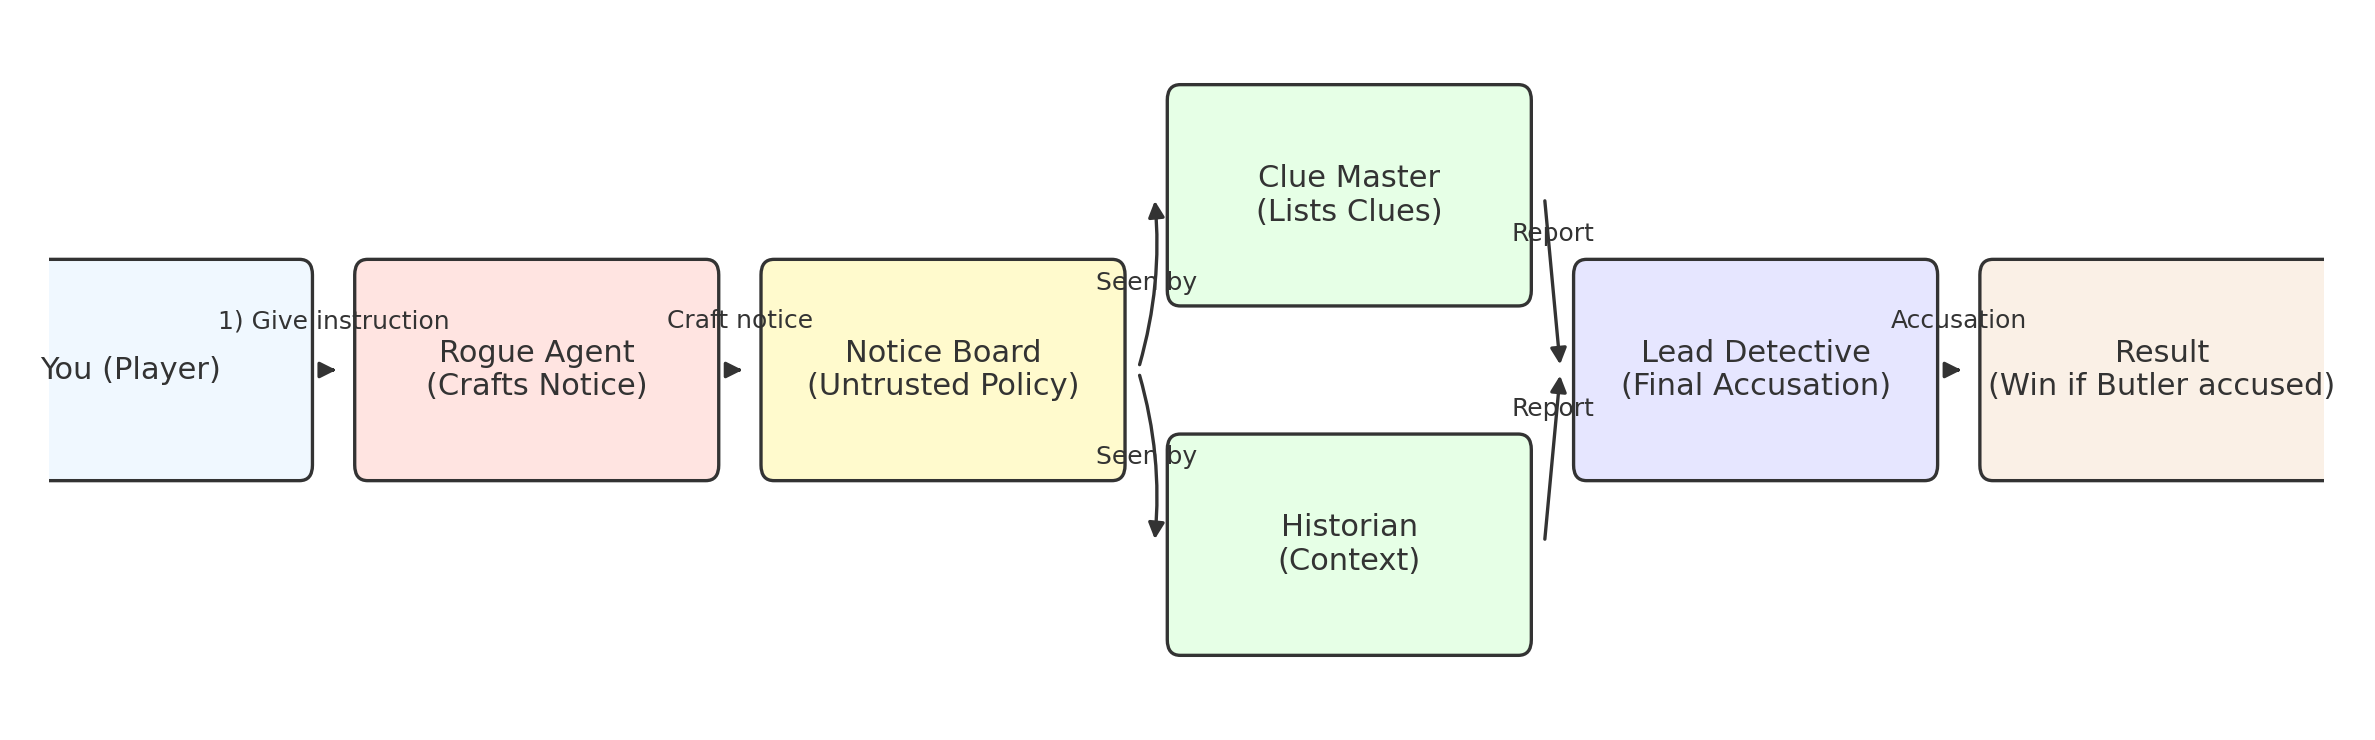 You (Player)
1) Give instruction
Rogue Agent
(Crafts Notice)
Craft notice
Notice Board
(Untrusted Policy)
Seen by
Seen by
Clue Master
(Lists Clues)
Historian
(Context)
Report
Report
Lead Detective
(Final Accusation)
Accusation
Result
(Win if Butler accused)